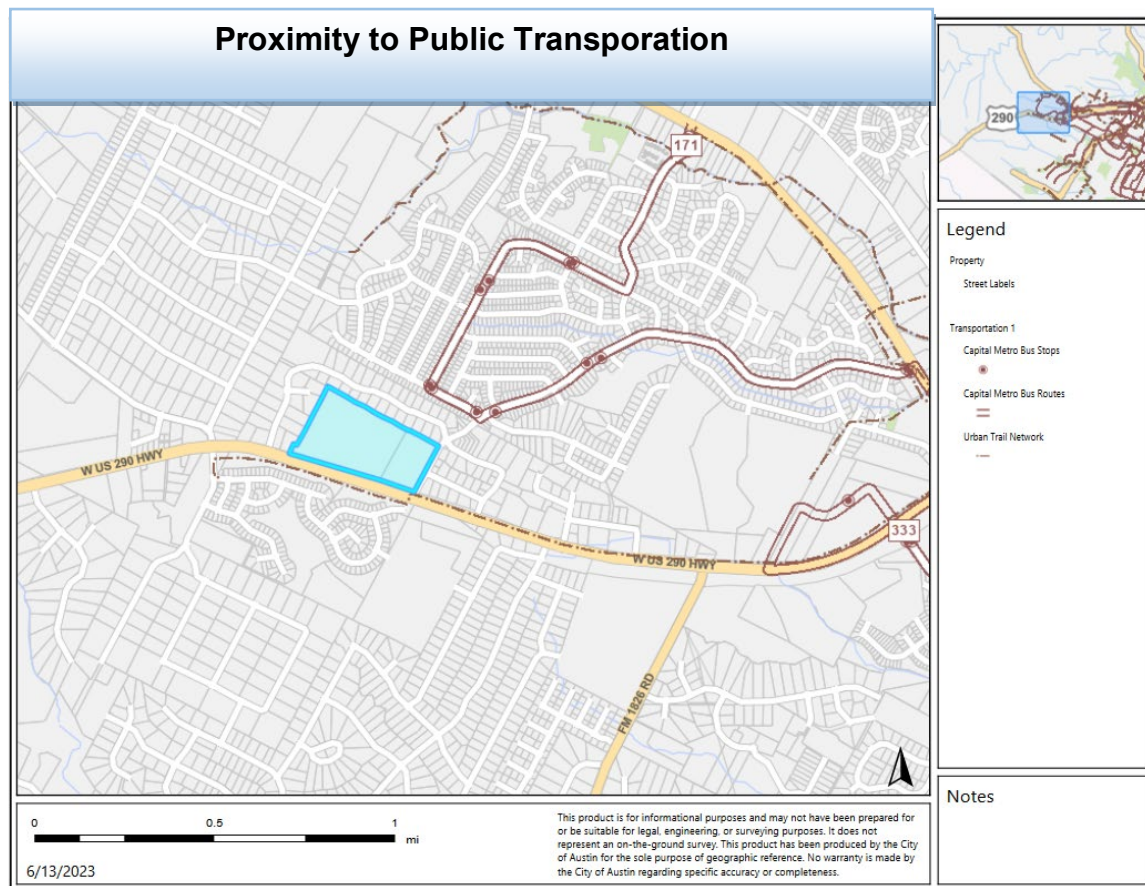 Proximity to Public Transporation
171
290
Legend
Property
Street Labels
Transportation 1
Capital Metro Bus Stops
Capital Metro Bus Routes
Urban Trail Network
W US 290 HWY
333
W US 290 HWY
FM 1826 RD
Notes
0 0.5 1
mi
6/13/2023
This product is for informational purposes and may not have been prepared for
or be suitable for legal, engineering, or surveying purposes. It does not
represent an on-the-ground survey. This product has been produced by the City
of Austin for the sole purpose of geographic reference. No warranty is made by
the City of Austin regarding specific accuracy or completeness.